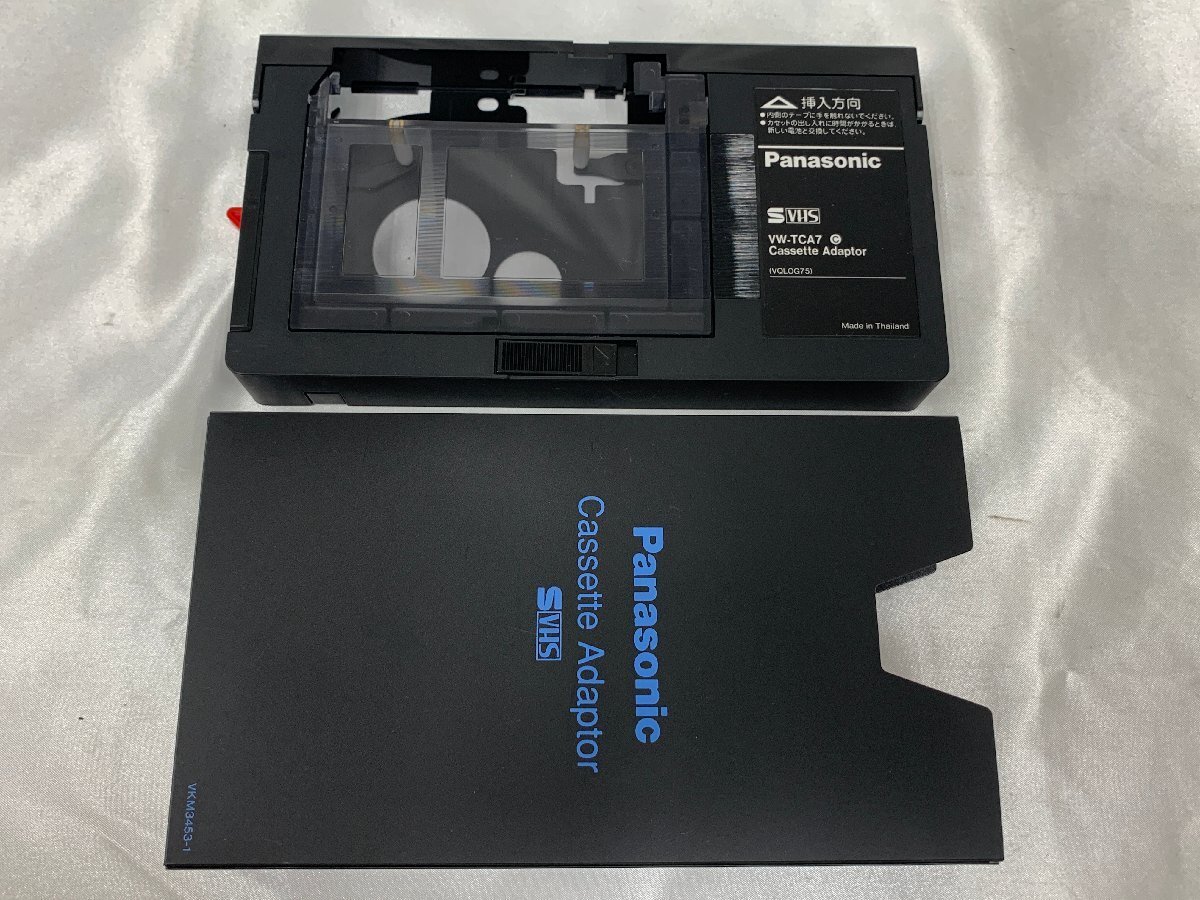 挿入方向
●内側のテープに手を触れないでください。
●カセットの出し入れに時間がかかるときは、
新しい電池と交換してください。
Panasonic
S VHS
VW-TCA7 C
Cassette Adaptor
(VQL0G75)
Made in Thailand
Panasonic
Cassette Adaptor
S VHS
VKM3453-1